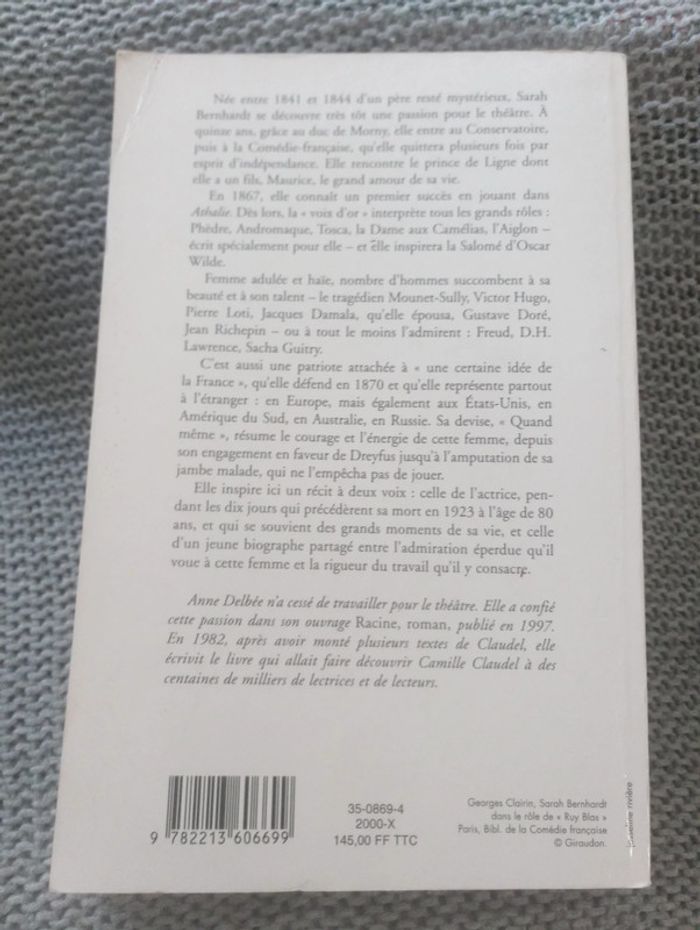 Née entre 1841 et 1844 d'un père resté mystérieux, Sarah
Bernhardt se découvre très tôt une passion pour le théâtre. À
quinze ans, grâce au duc de Morny, elle entre au Conservatoire,
puis à la Comédie-française, qu'elle quittera plusieurs fois par
esprit d'indépendance. Elle rencontre le prince de Ligne dont
elle a un fils, Maurice, le grand amour de sa vie.
En 1867, elle connaît un premier succès en jouant dans
Athalie. Dès lors, la « voix d'or » interprète tous les grands rôles :
Phèdre, Andromaque, Tosca, la Dame aux Camélias, l'Aiglon –
écrit spécialement pour elle – et elle inspirera la Salomé d'Oscar
Wilde.
Femme adulée et haïe, nombre d'hommes succombent à sa
beauté et à son talent – le tragédien Mounet-Sully, Victor Hugo,
Pierre Loti, Jacques Damala, qu'elle épousa, Gustave Doré,
Jean Richepin – ou à tout le moins l'admirent : Freud, D.H.
Lawrence, Sacha Guitry.
C'est aussi une patriote attachée à « une certaine idée de
la France », qu'elle défend en 1870 et qu'elle représente partout
à l'étranger : en Europe, mais également aux États-Unis, en
Amérique du Sud, en Australie, en Russie. Sa devise, « Quand
même », résume le courage et l'énergie de cette femme, depuis
son engagement en faveur de Dreyfus jusqu'à l'amputation de sa
jambe malade, qui ne l'empêcha pas de jouer.
Elle inspire ici un récit à deux voix : celle de l'actrice, pen-
dant les dix jours qui précédèrent sa mort en 1923 à l'âge de 80
ans, et qui se souvient des grands moments de sa vie, et celle
d'un jeune biographe partagé entre l'admiration éperdue qu'il
voue à cette femme et la rigueur du travail qu'il y consacre.
Anne Delbée n'a cessé de travailler pour le théâtre. Elle a confié
cette passion dans son ouvrage Racine, roman, publié en 1997.
En 1982, après avoir monté plusieurs textes de Claudel, elle
écrivit le livre qui allait faire découvrir Camille Claudel à des
centaines de milliers de lectrices et de lecteurs.
9 782213 606699
35-0869-4
2000-X
145,00 FF TTC
Georges Clairin, Sarah Bernhardt
dans le rôle de « Ruy Blas »
Paris, Bibl. de la Comédie française
© Giraudon.
rivière